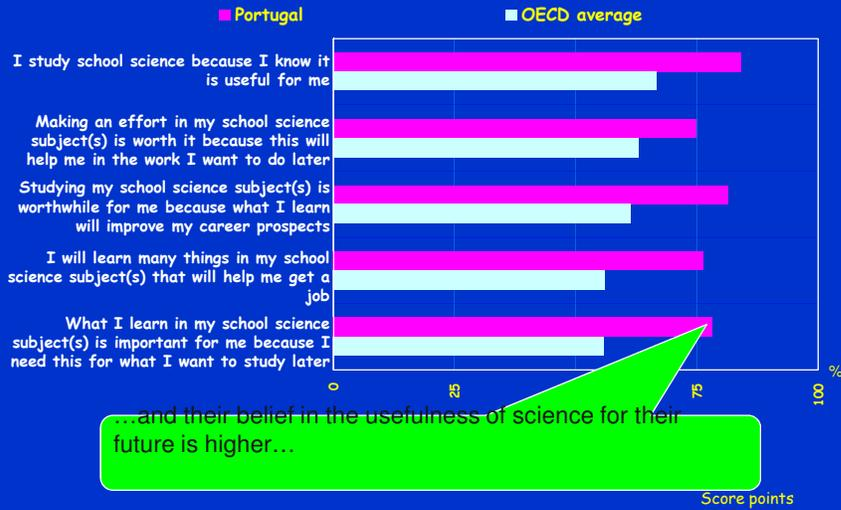 Portugal
OECD average
I study school science because I know it
is useful for me
Making an effort in my school science
subject(s) is worth it because this will
help me in the work I want to do later
Studying my school science subject(s) is
worthwhile for me because what I learn
will improve my career prospects
I will learn many things in my school
science subject(s) that will help me get a
job
What I learn in my school science
subject(s) is important for me because I
need this for what I want to study later
%
0
25
75
100
…and their belief in the usefulness of science for their
future is higher…
Score points